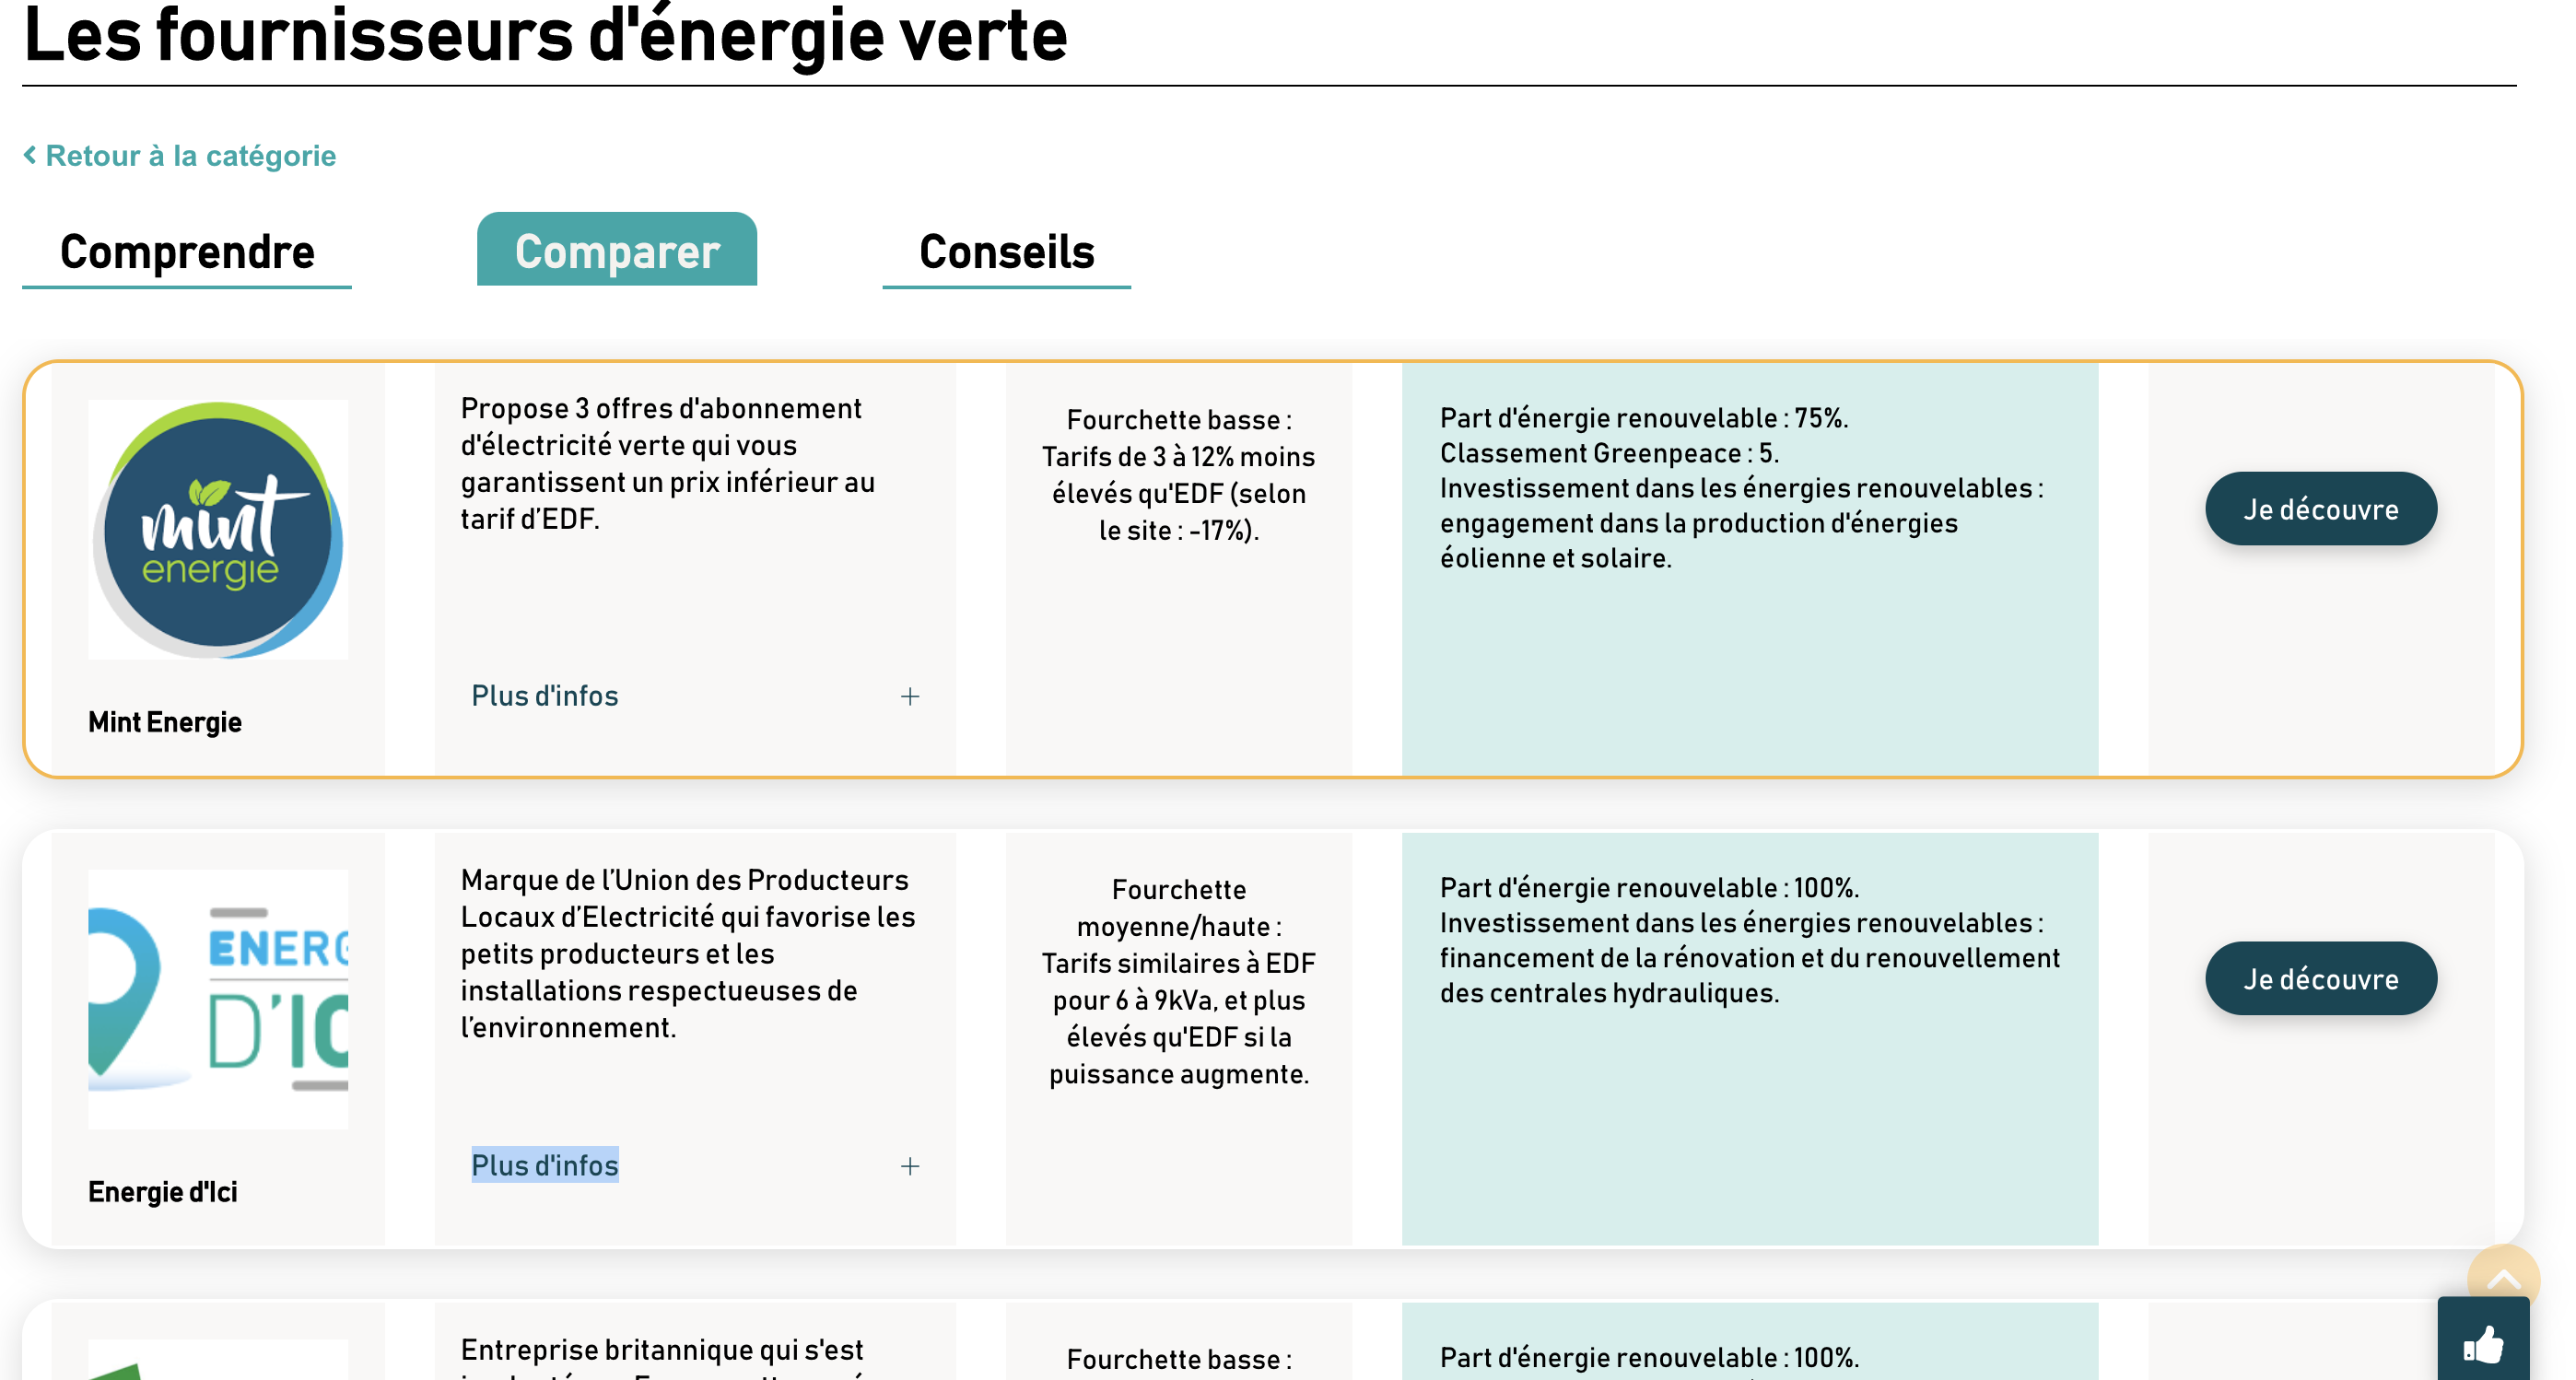 Les fournisseurs d'énergie verte
Retour à la catégorie
Comprendre
Comparer
Conseils
mint
energie
Mint Energie
Propose 3 offres d'abonnement
d'électricité verte qui vous
garantissent un prix inférieur au
tarif d’EDF.
Plus d'infos
+
Fourchette basse :
Tarifs de 3 à 12% moins
élevés qu'EDF (selon
le site : -17%).
Part d'énergie renouvelable : 75%.
Classement Greenpeace : 5.
Investissement dans les énergies renouvelables :
engagement dans la production d'énergies
éolienne et solaire.
Je découvre
ENERG
D'IC
Energie d'Ici
Marque de l’Union des Producteurs
Locaux d’Electricité qui favorise les
petits producteurs et les
installations respectueuses de
l’environnement.
Plus d'infos
+
Fourchette
moyenne/haute :
Tarifs similaires à EDF
pour 6 à 9kVa, et plus
élevés qu'EDF si la
puissance augmente.
Part d'énergie renouvelable : 100%.
Investissement dans les énergies renouvelables :
financement de la rénovation et du renouvellement
des centrales hydrauliques.
Je découvre
Entreprise britannique qui s'est
Fourchette basse :
Part d'énergie renouvelable : 100%.